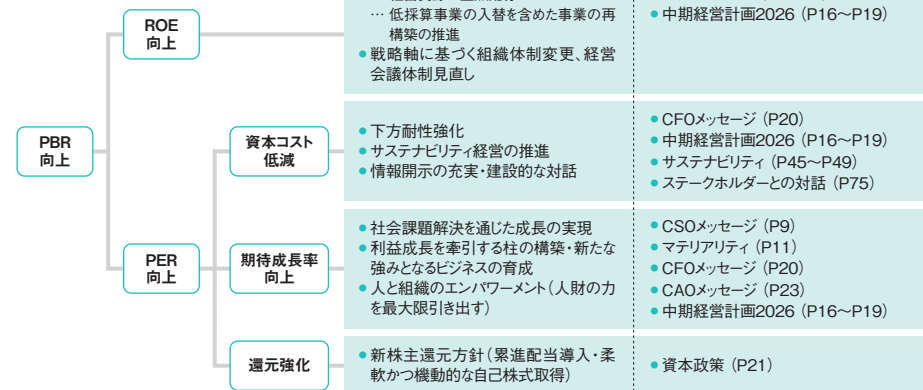 ROE
向上
… 低採算事業の入替を含めた事業の再
構築の推進
●戦略軸に基づく組織体制変更、経営
会議体制見直し
●中期経営計画2026（P16～P19）
PBR
向上
資本コスト
低減
●下方耐性強化
●サステナビリティ経営の推進
●情報開示の充実・建設的な対話
●CFOメッセージ（P20）
●中期経営計画2026（P16～P19）
●サステナビリティ（P45～P49）
●ステークホルダーとの対話（P75）
PER
向上
期待成長率
向上
●社会課題解決を通じた成長の実現
●利益成長を牽引する柱の構築・新たな
強みとなるビジネスの育成
●人と組織のエンパワーメント（人財の力
を最大限引き出す）
●CSOメッセージ（P9）
●マテリアリティ（P11）
●CFOメッセージ（P20）
●CAOメッセージ（P23）
●中期経営計画2026（P16～P19）
還元強化
●新株主還元方針（累進配当導入・柔
軟かつ機動的な自己株式取得）
●資本政策（P21）